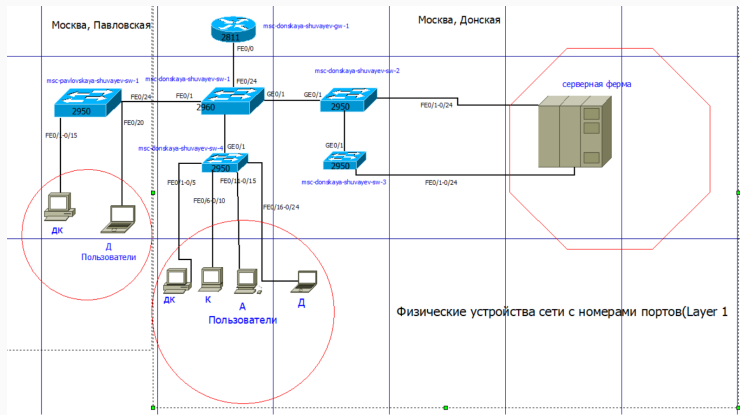 Москва, Павловская
Москва, Донская
msc-donskaya-shuvayev-gw-1
2811
FE0/0
msc-pavlovskaya-shuvayev-sw-1
msc-donskaya-shuvayev-sw-1
msc-donskaya-shuvayev-sw-2
серверная ферма
FE0/24
FE0/24
FE0/1
GE0/1
GE0/1
FE0/1-0/24
2950
2960
2950
FE0/20
FE0/1-0/15
msc-donskaya-shuvayev-sw-4
GE0/1
GE0/1
2950
2950
FE0/1-0/5
FE0/11-0/15
msc-donskaya-shuvayev-sw-3
FE0/1-0/24
FE0/6-0/10
FE0/16-0/24
ДК
Д
Пользователи
ДК
К
А
Д
Пользователи
Физические устройства сети с номерами портов(Layer 1